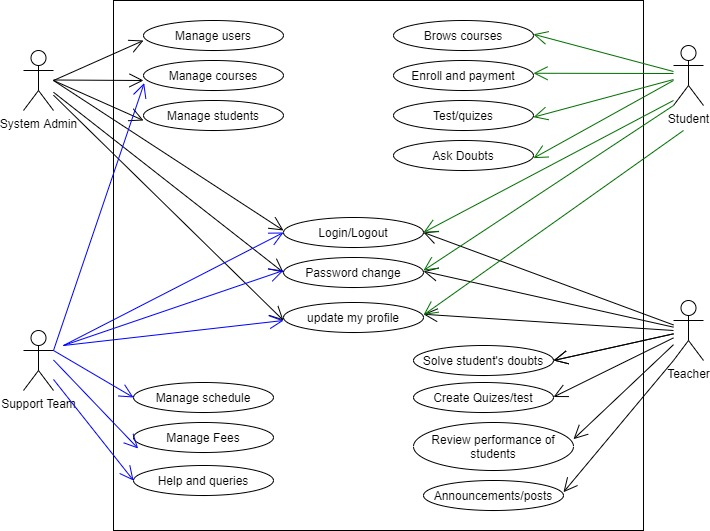 Manage users
Brows courses
Manage courses
Enroll and payment
System Admin
Manage students
Test/quizes
Student
Ask Doubts
Login/Logout
Password change
update my profile
Solve student's doubts
Teacher
Support Team
Manage schedule
Create Quizes/test
Manage Fees
Review performance of
students
Help and queries
Announcements/posts